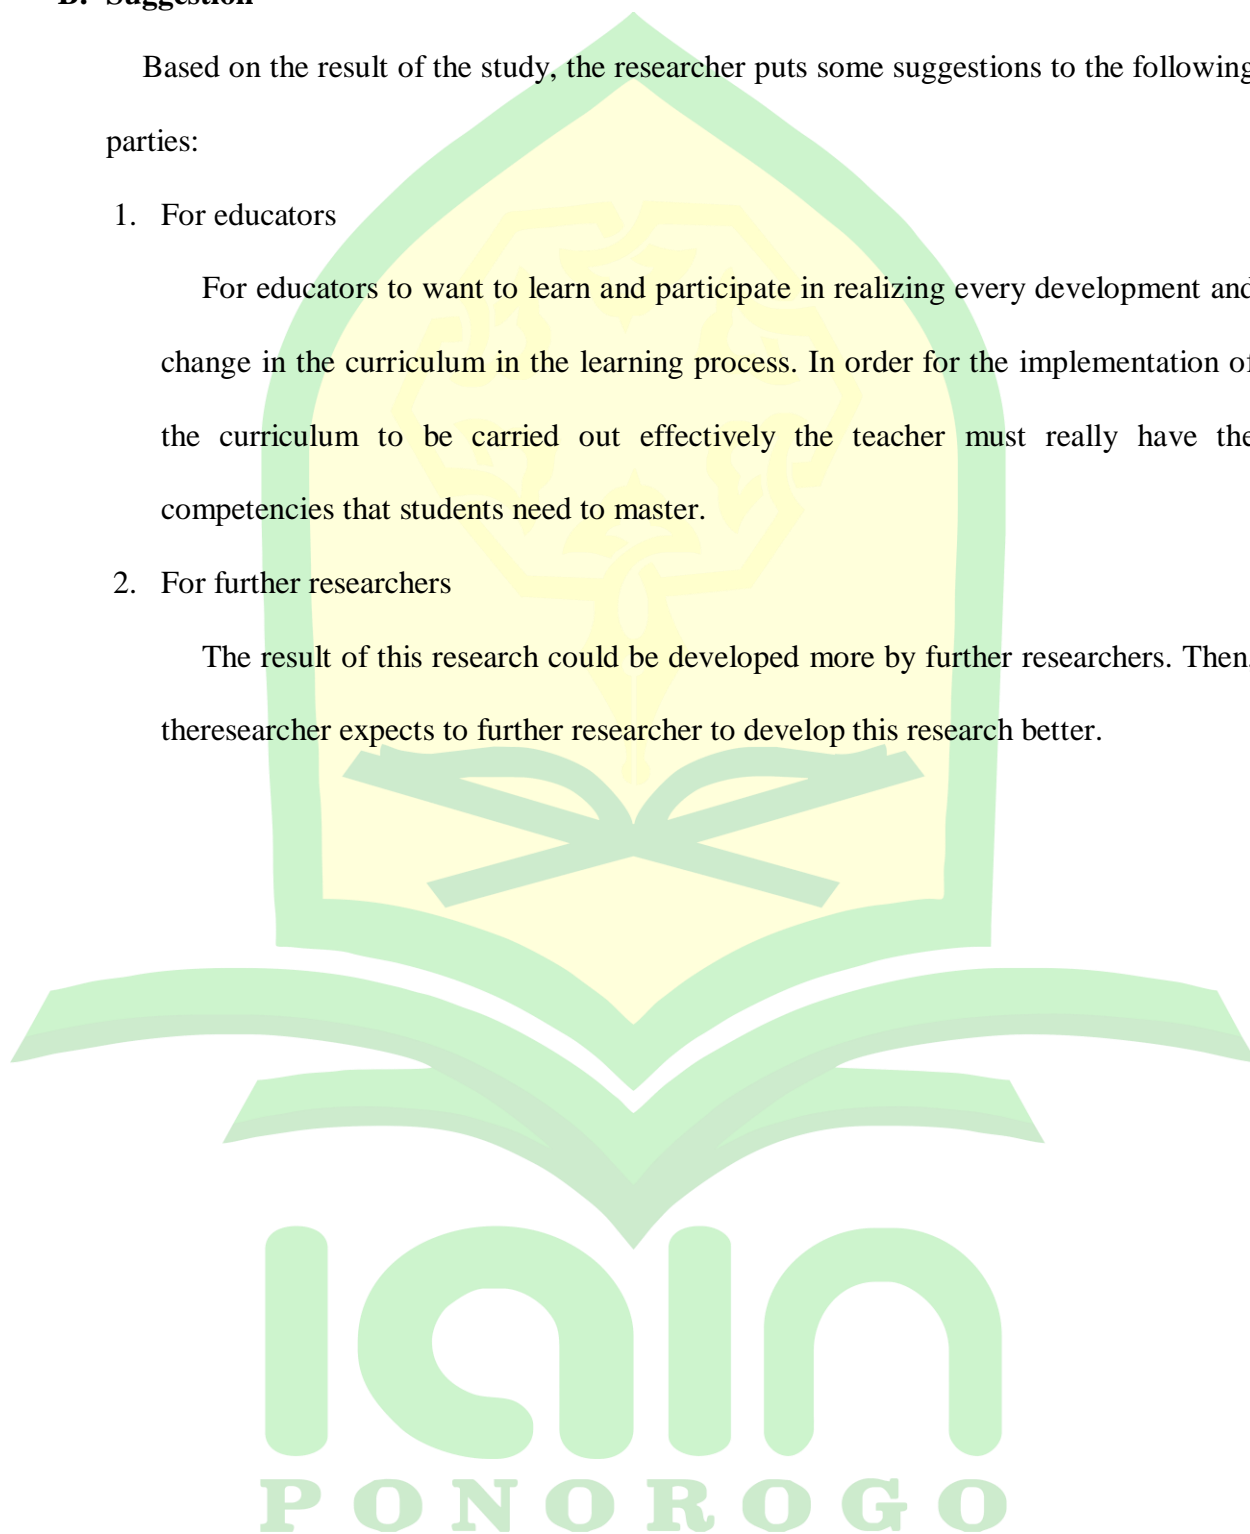 B. Suggestion
Based on the result of the study, the researcher puts some suggestions to the following
parties:
1. For educators
For educators to want to learn and participate in realizing every development and
change in the curriculum in the learning process. In order for the implementation of
the curriculum to be carried out effectively the teacher must really have the
competencies that students need to master.
2. For further researchers
The result of this research could be developed more by further researchers. Then,
theresearcher expects to further researcher to develop this research better.
iain
PONOROGO